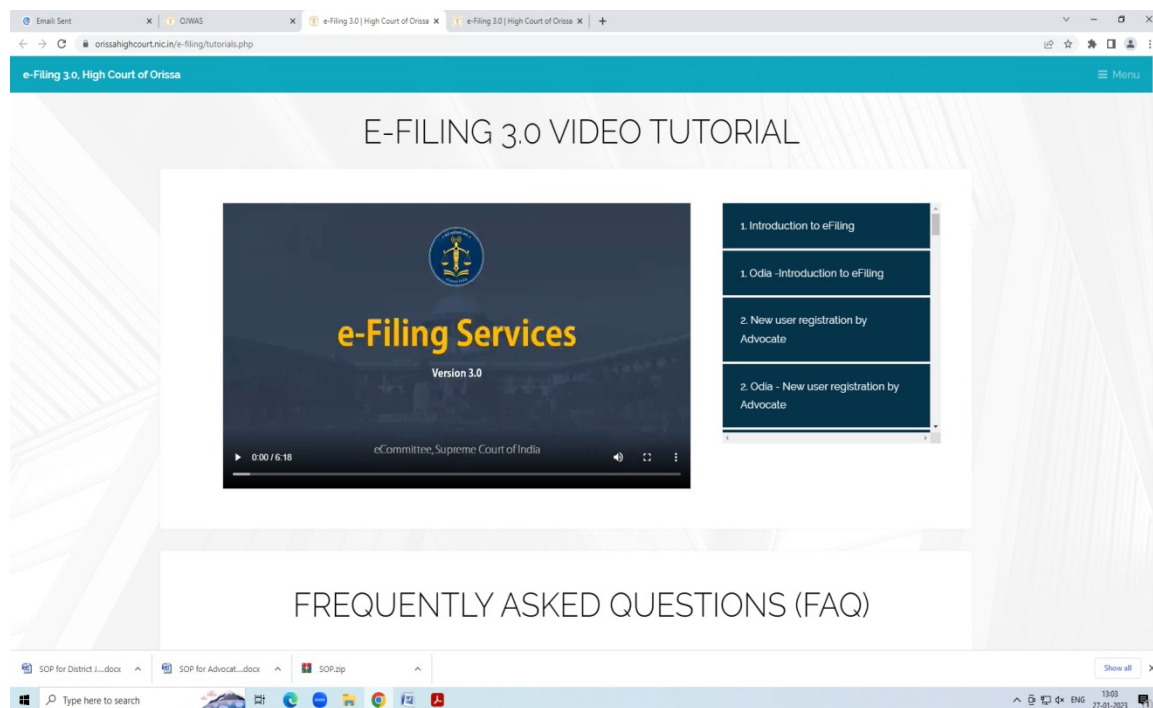 Email: Sent
OJWAS
e-Filing 3.0 | High Court of Orissa
e-Filing 3.0 | High Court of Orissa
orissahighcourt.nic.in/e-filing/tutorials.php
e-Filing 3.0, High Court of Orissa
Menu
E-FILING 3.0 VIDEO TUTORIAL
e-Filing Services
Version 3.0
eCommittee, Supreme Court of India
0:00 / 6:18
1. Introduction to eFiling
1. Odia -Introduction to eFiling
2. New user registration by
Advocate
2. Odia - New user registration by
Advocate
FREQUENTLY ASKED QUESTIONS (FAQ)
SOP for District J....docx
SOP for Advocat....docx
SOP.zip
Show all
Type here to search
ENG
13:03
27-01-2023